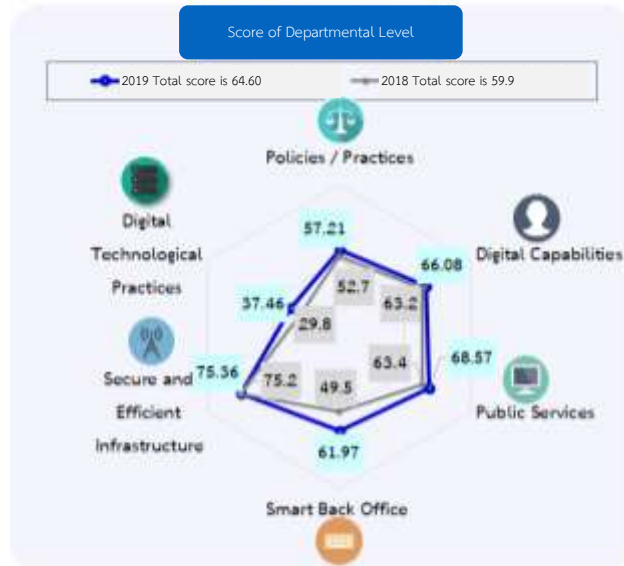 Score of Departmental Level
2019 Total score is 64.60
2018 Total score is 59.9
Policies / Practices
Digital
Technological
Practices
Digital Capabilities
57.21
66.08
52.7
63.2
37.46
29.8
Secure and
Efficient
Infrastructure
75.36
75.2
49.5
63.4
68.57
Public Services
61.97
Smart Back Office